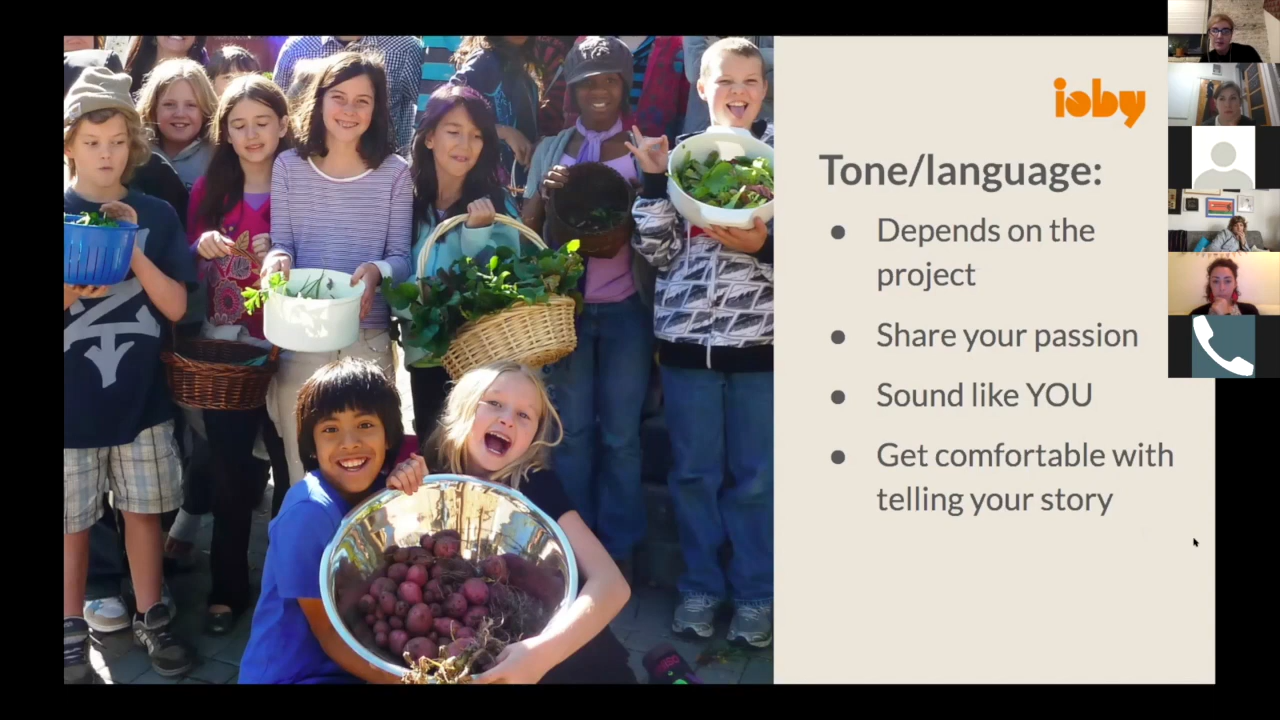 ioby
Tone/language:
● Depends on the
project
● Share your passion
● Sound like YOU
● Get comfortable with
telling your story